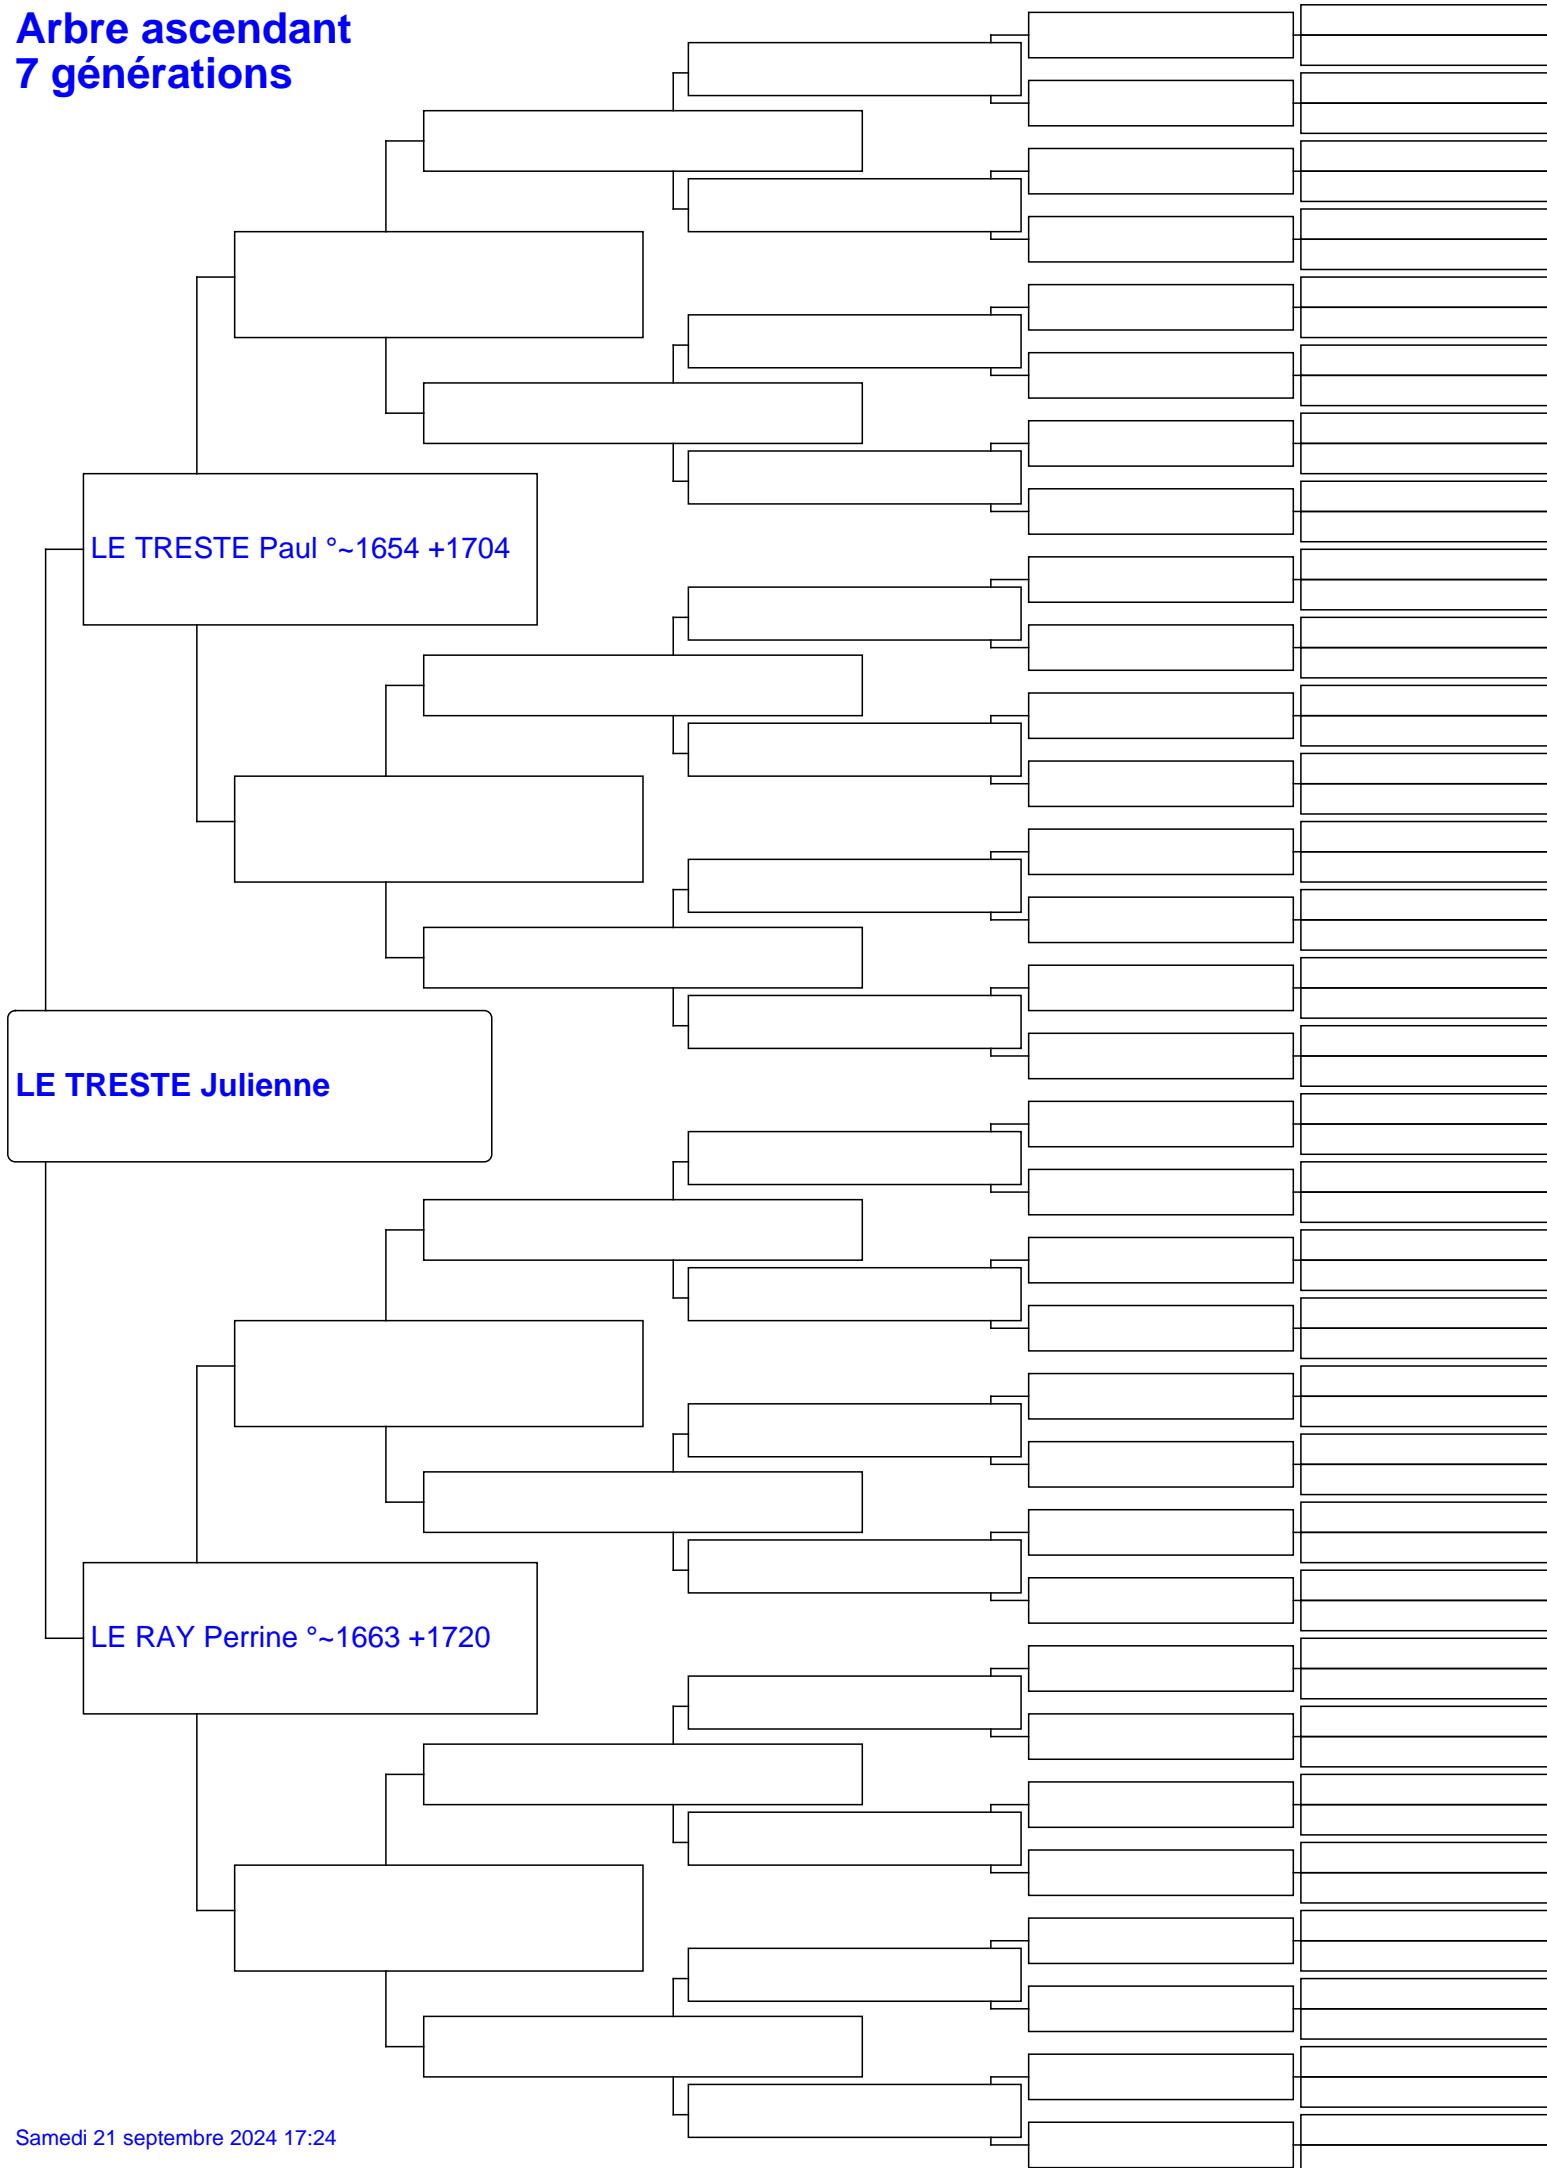 Arbre ascendant
7 générations
LE TRESTE Paul °~1654 +1704
LE TRESTE Julienne
LE RAY Perrine °~1663 +1720
Samedi 21 septembre 2024 17:24